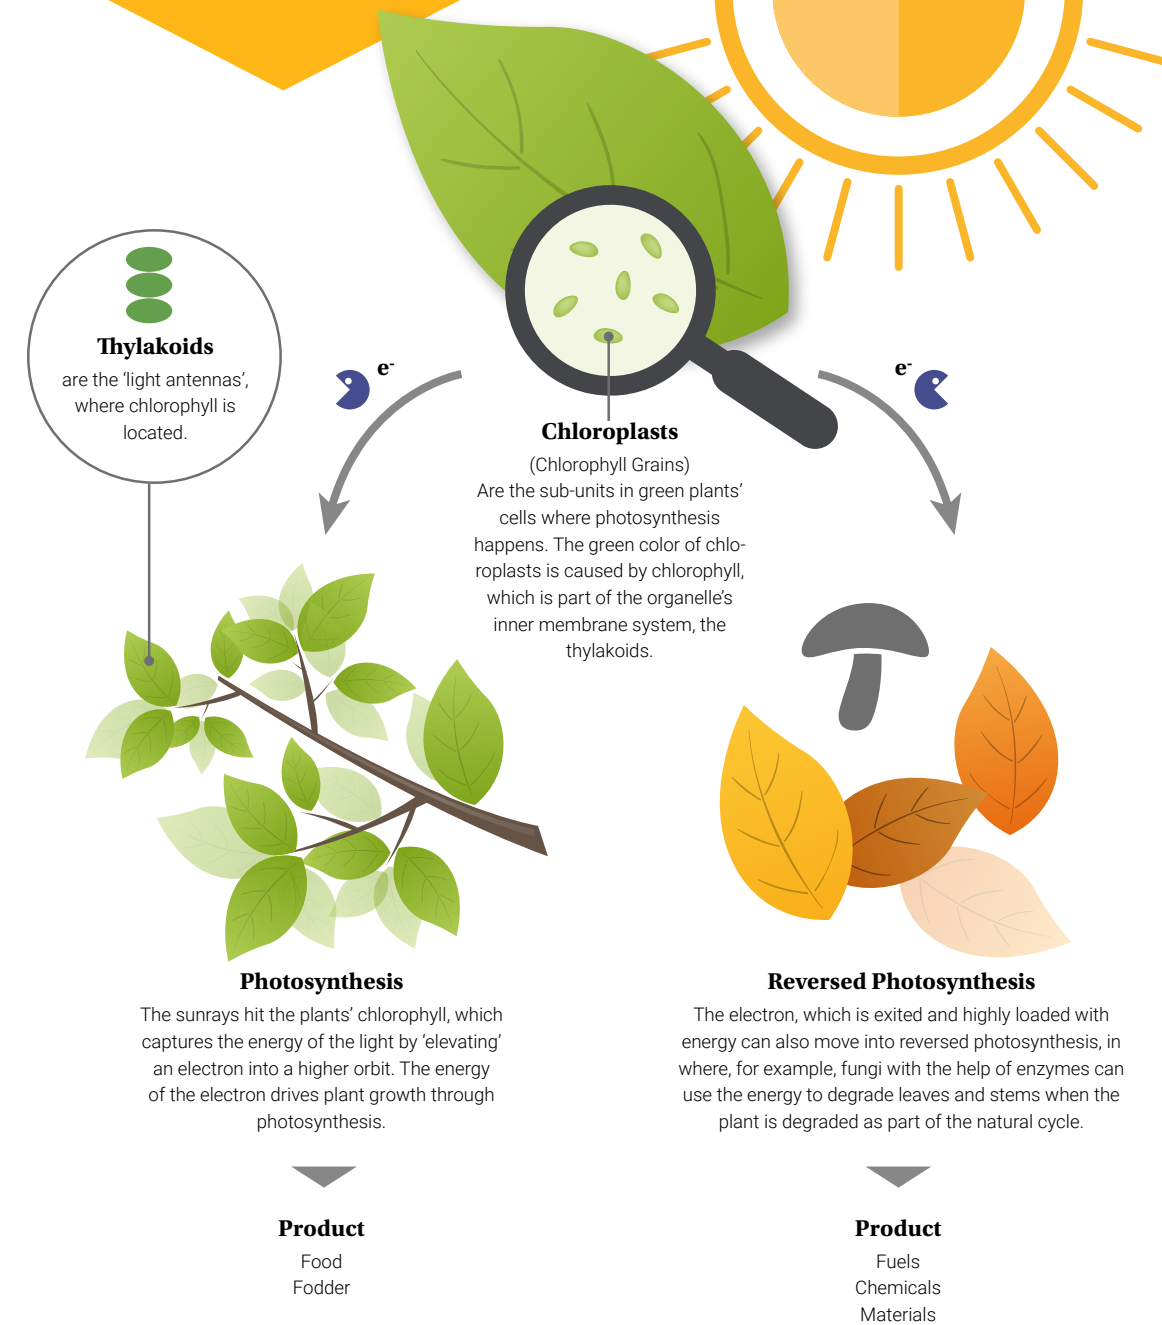 Thylakoids
are the ‘light antennas’,
where chlorophyll is
located.
e-
e-
Chloroplasts
(Chlorophyll Grains)
Are the sub-units in green plants’
cells where photosynthesis
happens. The green color of chlo-
roplasts is caused by chlorophyll,
which is part of the organelle’s
inner membrane system, the
thylakoids.
Photosynthesis
The sunrays hit the plants’ chlorophyll, which
captures the energy of the light by ‘elevating’
an electron into a higher orbit. The energy
of the electron drives plant growth through
photosynthesis.
Product
Food
Fodder
Reversed Photosynthesis
The electron, which is exited and highly loaded with
energy can also move into reversed photosynthesis, in
where, for example, fungi with the help of enzymes can
use the energy to degrade leaves and stems when the
plant is degraded as part of the natural cycle.
Product
Fuels
Chemicals
Materials